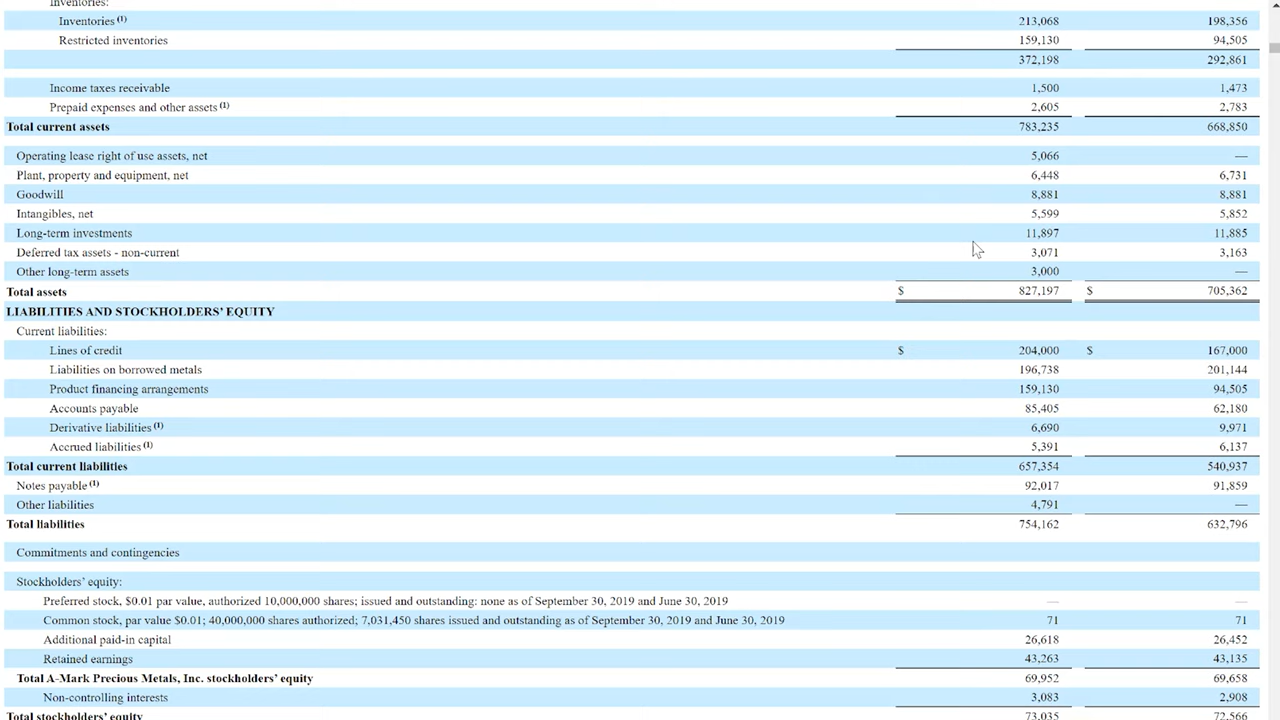 Inventories:
Inventories (1) 213,068 198,356
Restricted inventories 159,130 94,505
372,198 292,861
Income taxes receivable 1,500 1,473
Prepaid expenses and other assets (1) 2,605 2,783
Total current assets 783,235 668,850
Operating lease right of use assets, net 5,066 —
Plant, property and equipment, net 6,448 6,731
Goodwill 8,881 8,881
Intangibles, net 5,599 5,852
Long-term investments 11,897 11,885
Deferred tax assets - non-current 3,071 3,163
Other long-term assets 3,000 —
Total assets $ 827,197 $ 705,362
LIABILITIES AND STOCKHOLDERS' EQUITY
Current liabilities:
Lines of credit $ 204,000 $ 167,000
Liabilities on borrowed metals 196,738 201,144
Product financing arrangements 159,130 94,505
Accounts payable 85,405 62,180
Derivative liabilities (1) 6,690 9,971
Accrued liabilities (1) 5,391 6,137
Total current liabilities 657,354 540,937
Notes payable (1) 92,017 91,859
Other liabilities 4,791 —
Total liabilities 754,162 632,796
Commitments and contingencies
Stockholders' equity:
Preferred stock, $0.01 par value, authorized 10,000,000 shares; issued and outstanding: none as of September 30, 2019 and June 30, 2019 — —
Common stock, par value $0.01; 40,000,000 shares authorized; 7,031,450 shares issued and outstanding as of September 30, 2019 and June 30, 2019 71 71
Additional paid-in capital 26,618 26,452
Retained earnings 43,263 43,135
Total A-Mark Precious Metals, Inc. stockholders' equity 69,952 69,658
Non-controlling interests 3,083 2,908
Total stockholders' equity 73,035 72,566